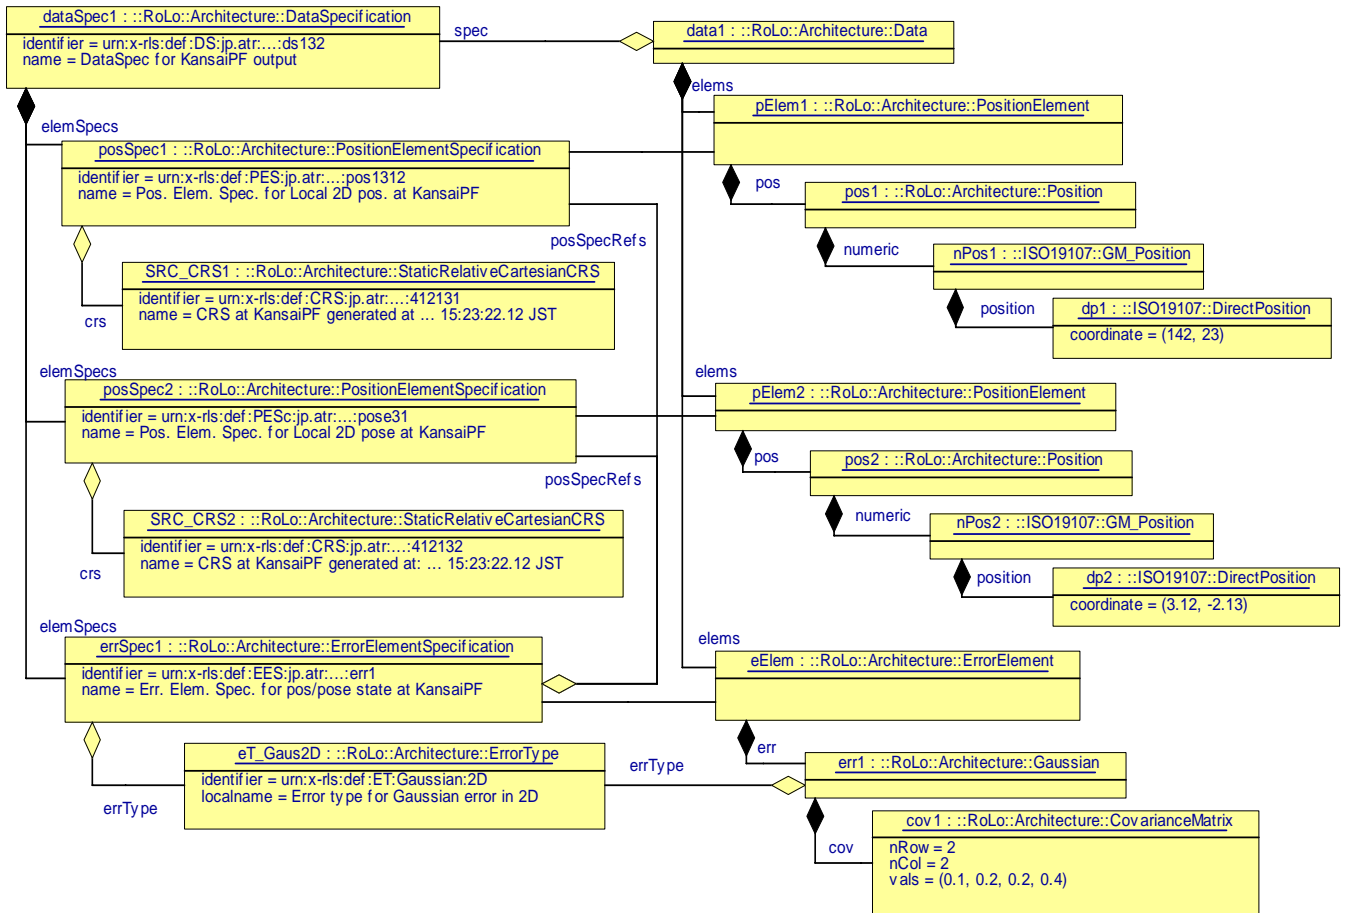 dataSpec1 : ::RoLo::Architecture::DataSpecification
identifier = urn:x-rls:def:DS:jp.atr:...:ds132
name = DataSpec for KansaiPF output
spec
data1 : ::RoLo::Architecture::Data
elems
elemSpecs
pElem1 : ::RoLo::Architecture::PositionElement
posSpec1 : ::RoLo::Architecture::PositionElementSpecification
identifier = urn:x-rls:def:PES:jp.atr:...:pos1312
name = Pos. Elem. Spec. for Local 2D pos. at KansaiPF
pos
pos1 : ::RoLo::Architecture::Position
posSpecRefs
numeric
nPos1 : ::ISO19107::GM_Position
SRC_CRS1 : ::RoLo::Architecture::StaticRelativeCartesianCRS
identifier = urn:x-rls:def:CRS:jp.atr:...:412131
name = CRS at KansaiPF generated at ... 15:23:22.12 JST
crs
position
dp1 : ::ISO19107::DirectPosition
coordinate = (142, 23)
elemSpecs
elems
posSpec2 : ::RoLo::Architecture::PositionElementSpecification
identifier = urn:x-rls:def:PESc:jp.atr:...:pose31
name = Pos. Elem. Spec. for Local 2D pose at KansaiPF
pElem2 : ::RoLo::Architecture::PositionElement
pos
pos2 : ::RoLo::Architecture::Position
posSpecRefs
numeric
nPos2 : ::ISO19107::GM_Position
SRC_CRS2 : ::RoLo::Architecture::StaticRelativeCartesianCRS
identifier = urn:x-rls:def:CRS:jp.atr:...:412132
name = CRS at KansaiPF generated at: ... 15:23:22.12 JST
crs
position
dp2 : ::ISO19107::DirectPosition
coordinate = (3.12, -2.13)
elemSpecs
elems
errSpec1 : ::RoLo::Architecture::ErrorElementSpecification
identifier = urn:x-rls:def:EES:jp.atr:...:err1
name = Err. Elem. Spec. for pos/pose state at KansaiPF
eElem : ::RoLo::Architecture::ErrorElement
err
eT_Gaus2D : ::RoLo::Architecture::ErrorType
identifier = urn:x-rls:def:ET:Gaussian:2D
localname = Error type for Gaussian error in 2D
errType
errType
err1 : ::RoLo::Architecture::Gaussian
cov
cov1 : ::RoLo::Architecture::CovarianceMatrix
nRow = 2
nCol = 2
vals = (0.1, 0.2, 0.2, 0.4)